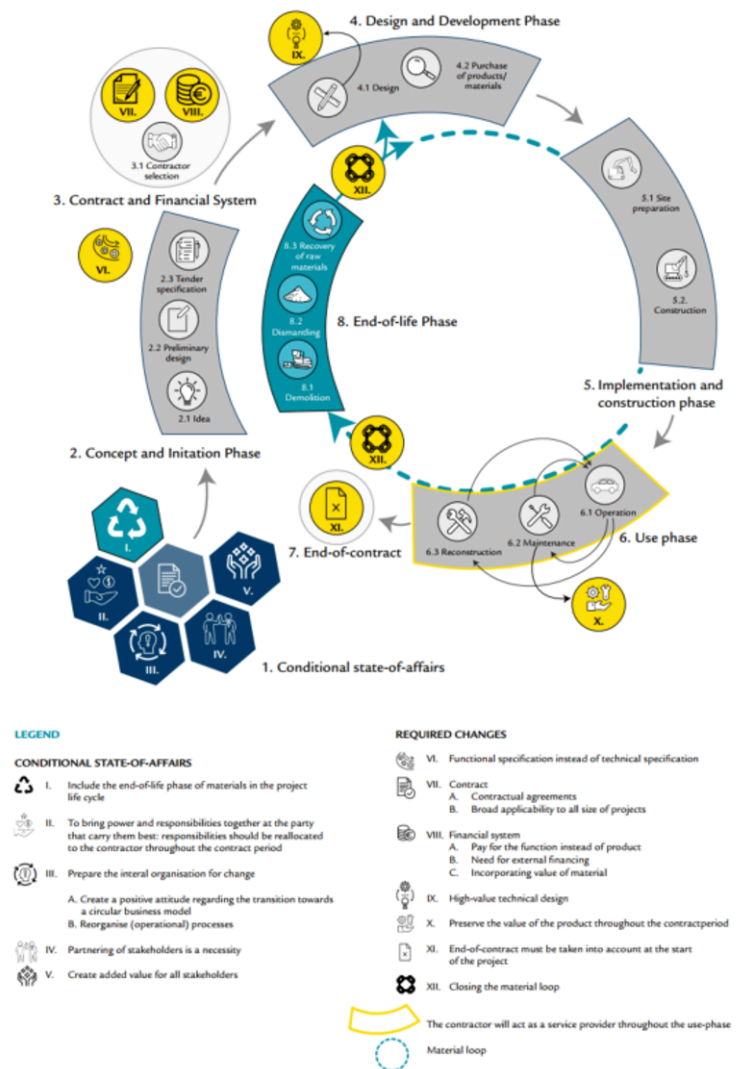 4. Design and Development Phase
IX.
4.1 Design
4.2 Purchase
of products/
materials
VII.
VIII.
3.1 Contractor
selection
3. Contract and Financial System
XII.
5.1 Site
preparation
5.2.
Construction
VI.
2.3 Tender
specification
2.2 Preliminary
design
2.1 Idea
8.3 Recovery
of raw
materials
8.2
Dismantling
8.1
Demolition
8. End-of-life Phase
5. Implementation and
construction phase
2. Concept and Initation Phase
XII.
XI.
7. End-of-contract
6.3 Reconstruction
6.2 Maintenance
6.1 Operation
6. Use phase
X.
I.
II.
III.
IV.
V.
1. Conditional state-of-affairs
LEGEND
CONDITIONAL STATE-OF-AFFAIRS
I. Include the end-of-life phase of materials in the project
life cycle
II. To bring power and responsibilities together at the party
that carry them best: responsibilities should be reallocated
to the contractor throughout the contract period
III. Prepare the interal organisation for change
A. Create a positive attitude regarding the transition towards
a circular business model
B. Reorganise (operational) processes
IV. Partnering of stakeholders is a necessity
V. Create added value for all stakeholders
REQUIRED CHANGES
VI. Functional specification instead of technical specification
VII. Contract
A. Contractual agreements
B. Broad applicability to all size of projects
VIII. Financial system
A. Pay for the function instead of product
B. Need for external financing
C. Incorporating value of material
IX. High-value technical design
X. Preserve the value of the product throughout the contractperiod
XI. End-of-contract must be taken into account at the start
of the project
XII. Closing the material loop
The contractor will act as a service provider throughout the use-phase
Material loop